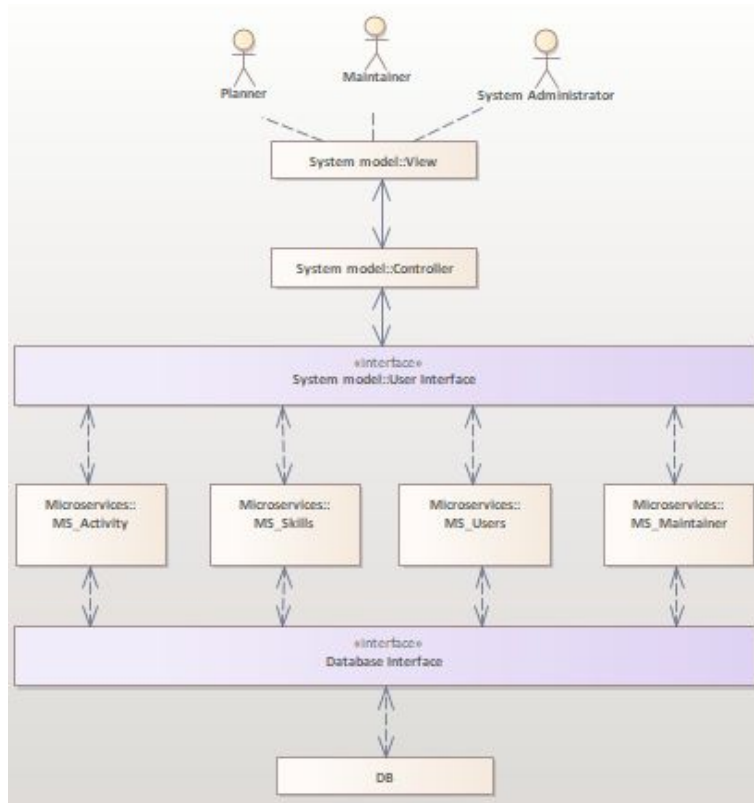 Planner
Maintainer
System Administrator
System model::View
System model::Controller
«interface»
System model::User Interface
Microservices::
MS_Activity
Microservices::
MS_Skills
Microservices::
MS_Users
Microservices::
MS_Maintainer
«interface»
Database Interface
DB